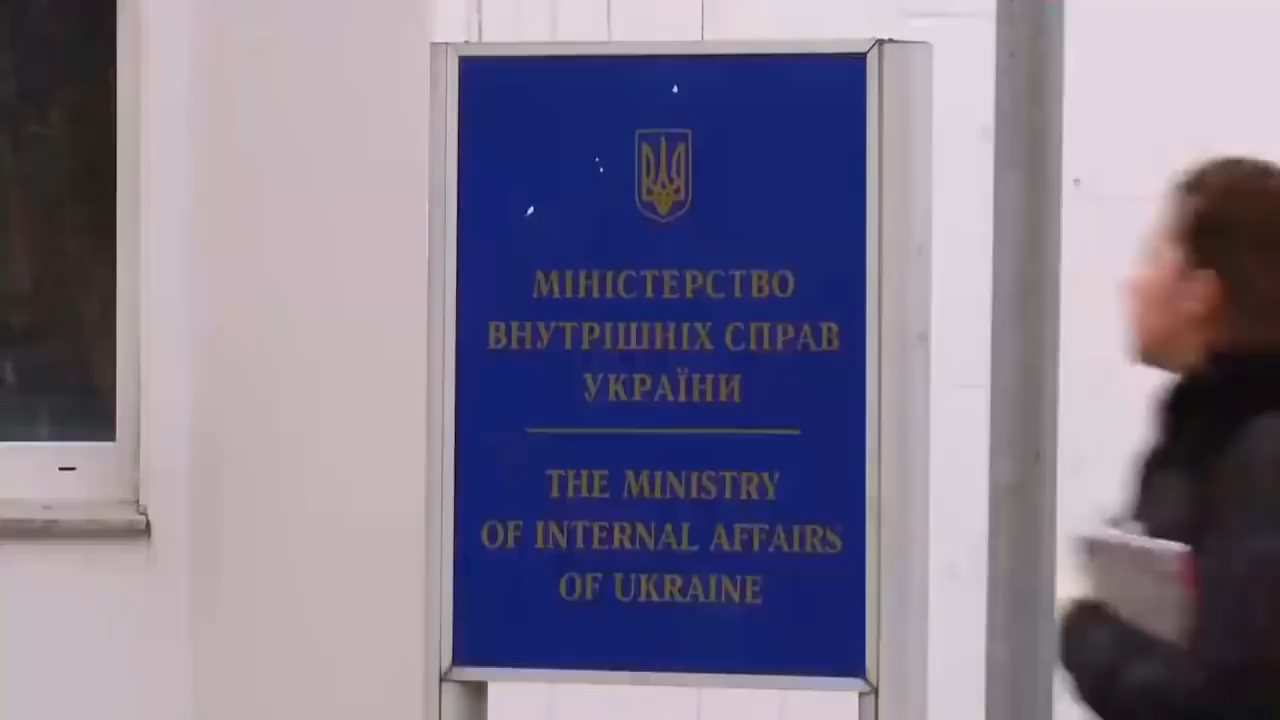 МІНІСТЕРСТВО
ВНУТРІШНІХ СПРАВ
УКРАЇНИ
THE MINISTRY
OF INTERNAL AFFAIRS
OF UKRAINE